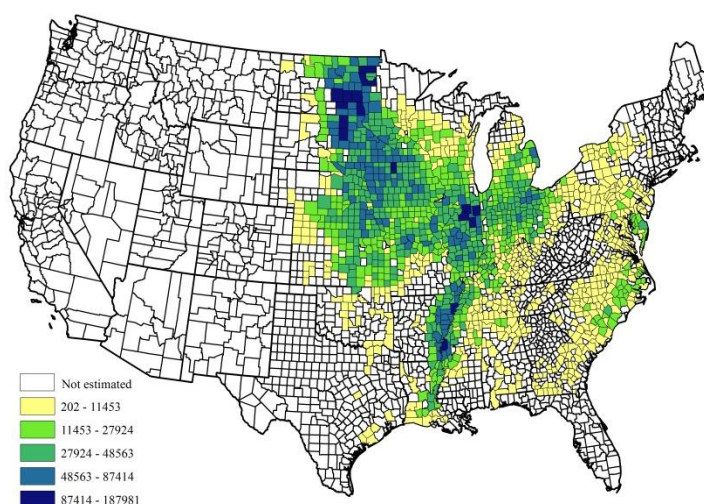 Not estimated
202 - 11453
11453 - 27924
27924 - 48563
48563 - 87414
87414 - 187981